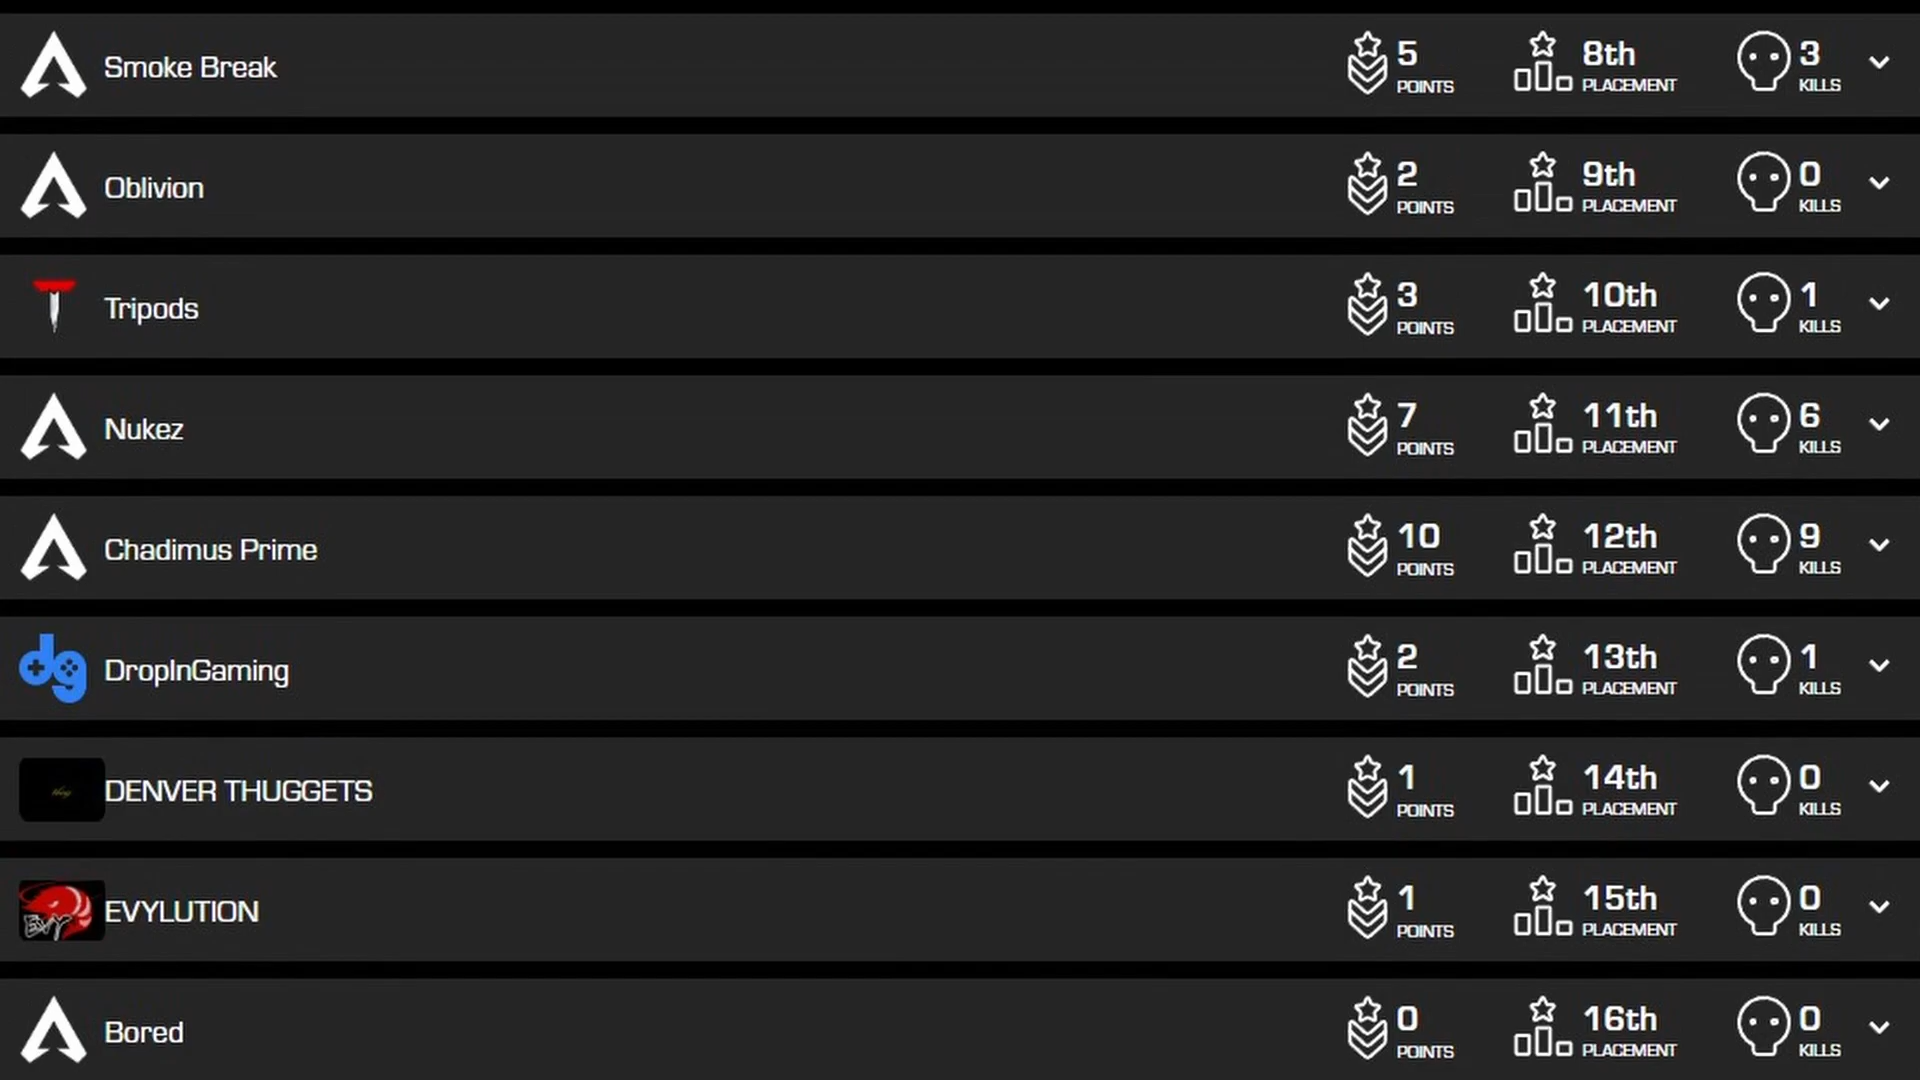 Smoke Break 5 POINTS 8th PLACEMENT 3 KILLS
Oblivion 2 POINTS 9th PLACEMENT 0 KILLS
Tripods 3 POINTS 10th PLACEMENT 1 KILLS
Nukez 7 POINTS 11th PLACEMENT 6 KILLS
Chadimus Prime 10 POINTS 12th PLACEMENT 9 KILLS
dg DropInGaming 2 POINTS 13th PLACEMENT 1 KILLS
thug DENVER THUGGETS 1 POINTS 14th PLACEMENT 0 KILLS
EVY EVYLUTION 1 POINTS 15th PLACEMENT 0 KILLS
Bored 0 POINTS 16th PLACEMENT 0 KILLS